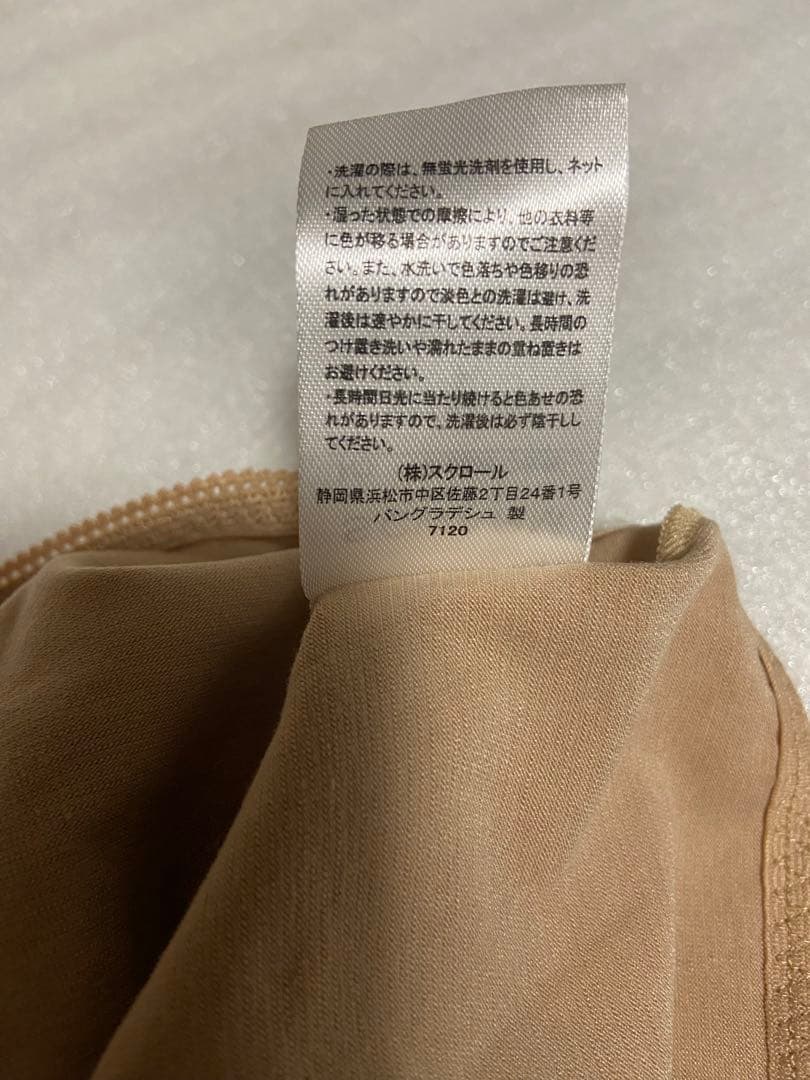 ・洗濯の際は、無蛍光洗剤を使用し、ネット
に入れてください。
・湿った状態での摩擦により、他の衣料等
に色が移る場合がありますのでご注意くだ
さい。また、水洗いで色落ちや色移りの恐
れがありますので淡色との洗濯は避け、洗
濯後は速やかに干してください。長時間の
つけ置き洗いや濡れたままの重ね置きは
お避けください。
・長時間日光に当たり続けると色あせの恐
れがありますので、洗濯後は必ず陰干しし
てください。
(株)スクロール
静岡県浜松市中区佐藤2丁目24番1号
バングラデシュ 製
7120